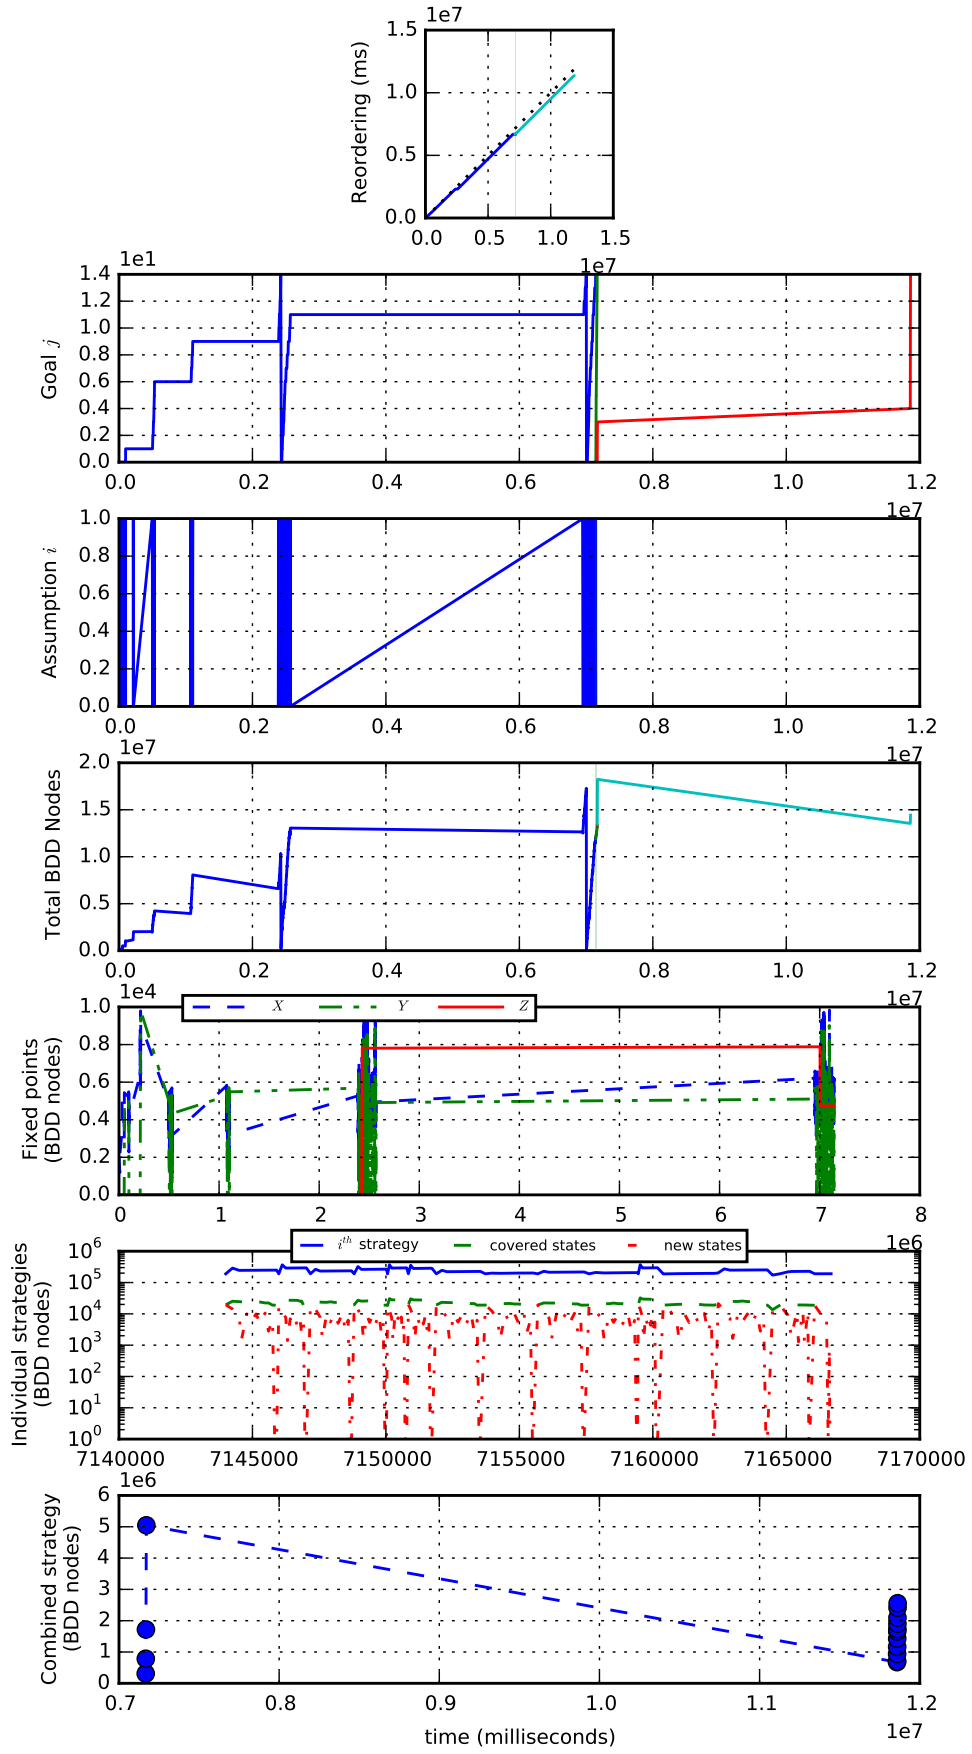 1e7
1.5
1.0
0.5
0.0
Reordering (ms)
0.0 0.5 1.0 1.5
1e7
1e1
1.4
1.2
1.0
0.8
0.6
0.4
0.2
0.0
Goal j
0.0 0.2 0.4 0.6 0.8 1.0 1.2
1e7
1.0
0.8
0.6
0.4
0.2
0.0
Assumption i
0.0 0.2 0.4 0.6 0.8 1.0 1.2
1e7
1e7
2.0
1.5
1.0
0.5
0.0
Total BDD Nodes
0.0 0.2 0.4 0.6 0.8 1.0 1.2
1e7
1e4
X Y Z
1.0
0.8
0.6
0.4
0.2
0.0
Fixed points
(BDD nodes)
0 1 2 3 4 5 6 7 8
1e6
i^th strategy covered states new states
10^6
10^5
10^4
10^3
10^2
10^1
10^0
Individual strategies
(BDD nodes)
7140000 7145000 7150000 7155000 7160000 7165000 7170000
1e6
6
5
4
3
2
1
0
Combined strategy
(BDD nodes)
0.7 0.8 0.9 1.0 1.1 1.2
time (milliseconds)
1e7